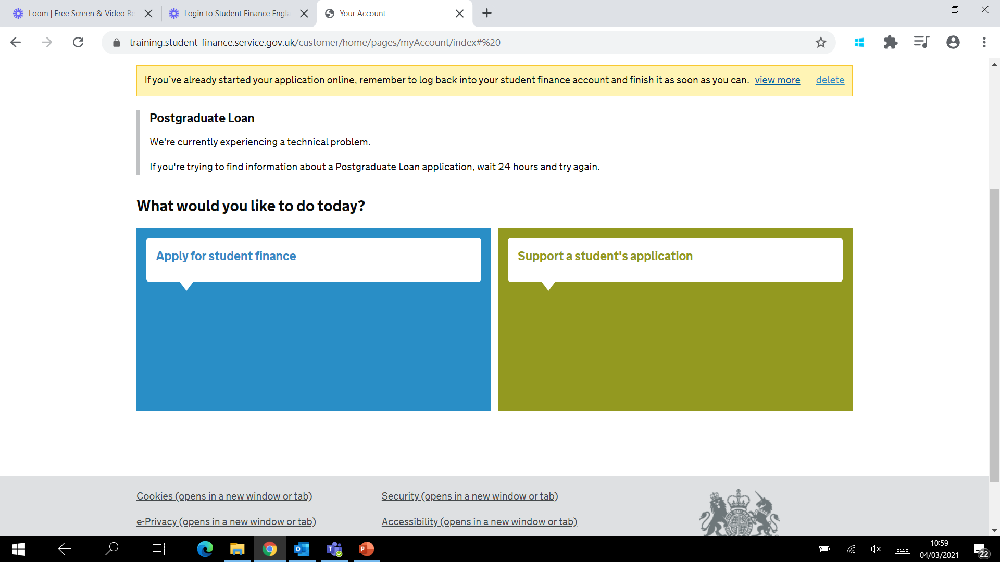 Loom | Free Screen & Video Re
Login to Student Finance Engla
Your Account
training.student-finance.service.gov.uk/customer/home/pages/myAccount/index#%20
If you’ve already started your application online, remember to log back into your student finance account and finish it as soon as you can. view more delete
Postgraduate Loan
We're currently experiencing a technical problem.
If you're trying to find information about a Postgraduate Loan application, wait 24 hours and try again.
What would you like to do today?
Apply for student finance
Support a student's application
Cookies (opens in a new window or tab)
Security (opens in a new window or tab)
e-Privacy (opens in a new window or tab)
Accessibility (opens in a new window or tab)
10:59
04/03/2021
22